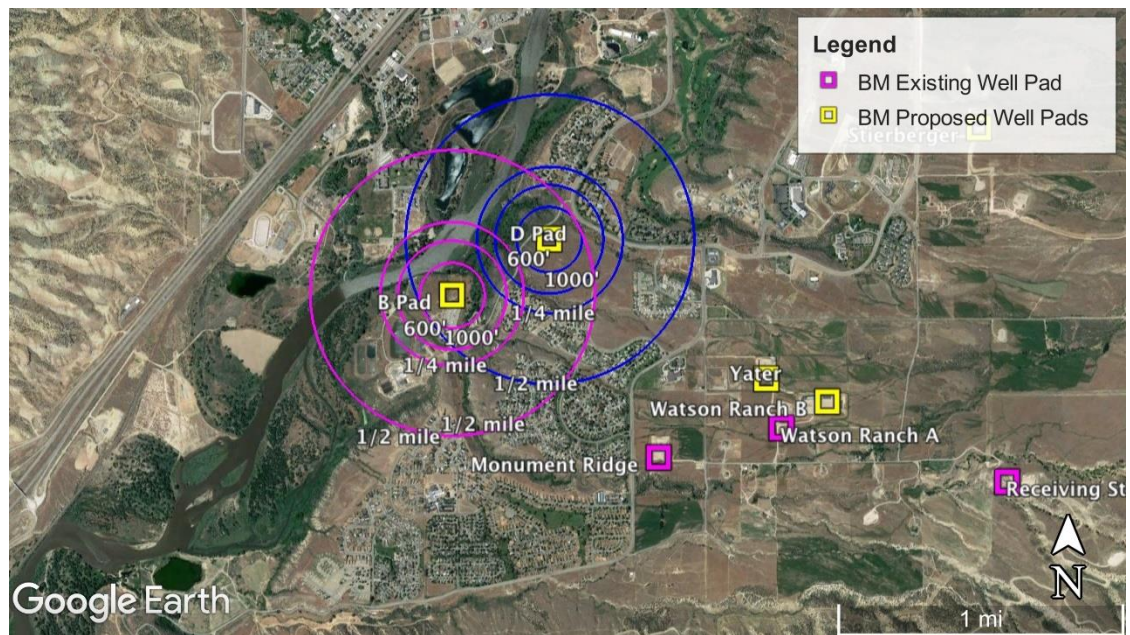 Legend
BM Existing Well Pad
BM Proposed Well Pads
Stierberger
D Pad
600'
1000'
B Pad
1/4 mile
600'
1000'
1/4 mile
Yater
1/2 mile
Watson Ranch B
1/2 mile
1/2 mile
Watson Ranch A
Monument Ridge
Receiving St
N
Google Earth
1 mi